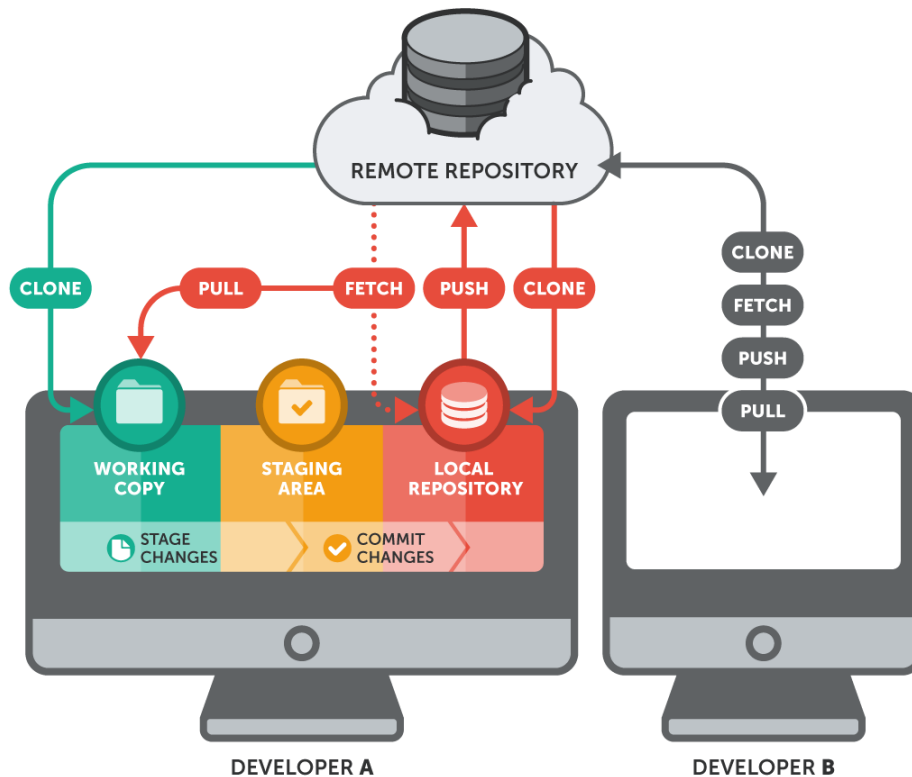 REMOTE REPOSITORY
CLONE
PULL
FETCH
PUSH
CLONE
CLONE
FETCH
PUSH
PULL
WORKING
COPY
STAGING
AREA
LOCAL
REPOSITORY
STAGE
CHANGES
COMMIT
CHANGES
DEVELOPER A
DEVELOPER B